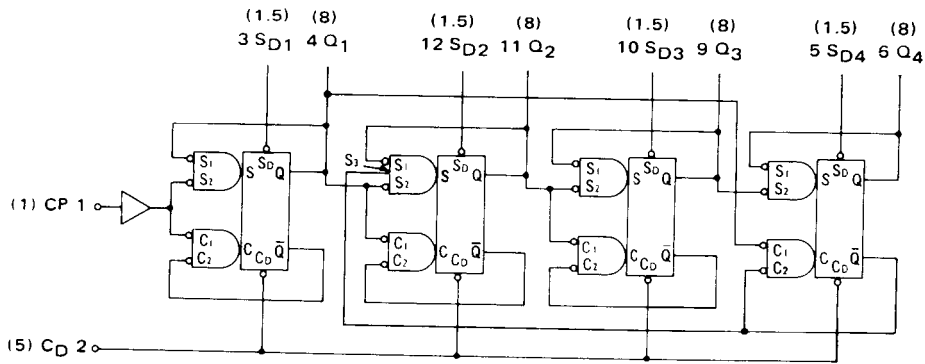 (1.5) (8) (1.5) (8) (1.5) (8) (1.5) (8)
3 SD1 4 Q1 12 SD2 11 Q2 10 SD3 9 Q3 5 SD4 6 Q4
S1 SD S3 S1 SD S1 SD S1 SD
S2 S Q S2 S Q S2 S Q S2 S Q
(1) CP 1
C1 C Q̅ C1 C Q̅ C1 C Q̅ C1 C Q̅
C2 CD C2 CD C2 CD C2 CD
(5) CD 2